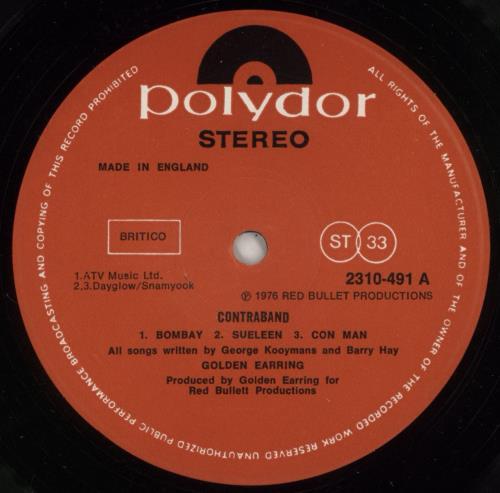 polydor
STEREO
MADE IN ENGLAND
BRITICO
ST 33
1.ATV Music Ltd.
2,3.Dayglow/Snamyook
2310-491 A
℗ 1976 RED BULLET PRODUCTIONS
CONTRABAND
1. BOMBAY 2. SUELEEN 3. CON MAN
All songs written by George Kooymans and Barry Hay
GOLDEN EARRING
Produced by Golden Earring for
Red Bullett Productions
ALL RIGHTS OF THE MANUFACTURER AND OF THE OWNER OF THE RECORDED WORK RESERVED UNAUTHORIZED PUBLIC PERFORMANCE BROADCASTING AND COPYING OF THIS RECORD PROHIBITED